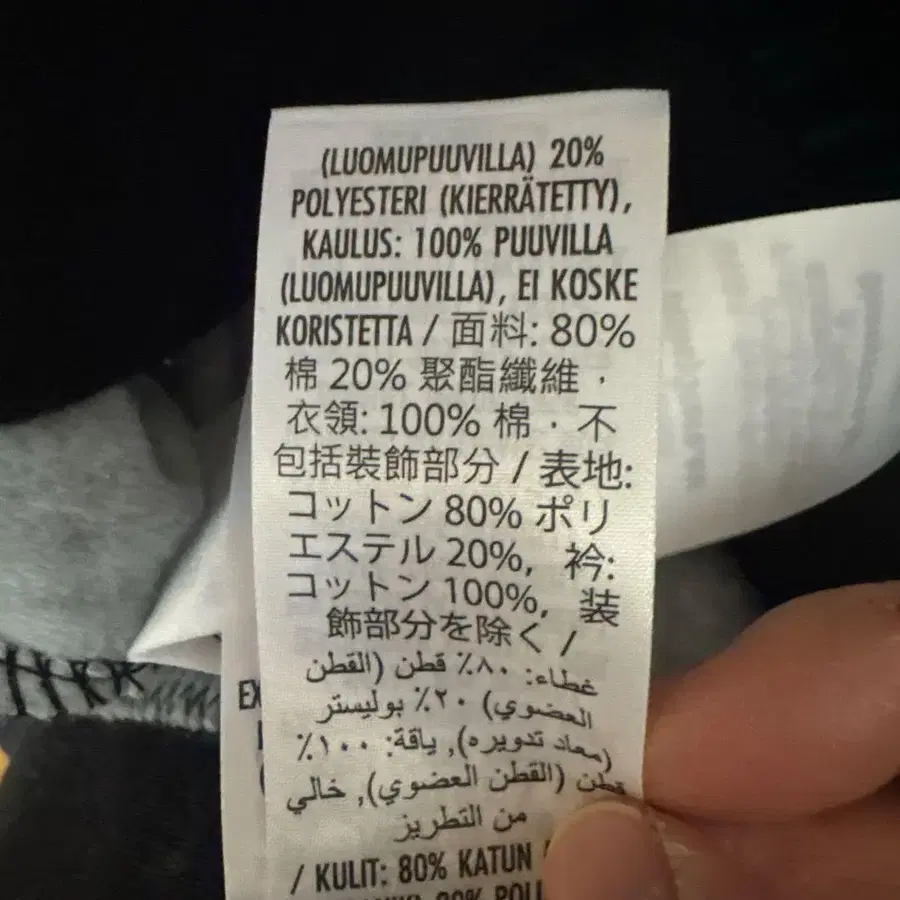 (LUOMUPUUVILLA) 20%
POLYESTERI (KIERRÄTETTY),
KAULUS: 100% PUUVILLA
(LUOMUPUUVILLA), EI KOSKE
KORISTETTA / 面料: 80%
棉 20% 聚酯纖維，
衣領: 100% 棉．不
包括裝飾部分 / 表地:
コットン 80% ポリ
エステル 20%, 衿:
コットン 100%, 装
飾部分を除く /
غطاء: ٨٠٪ قطن (القطن
العضوي) ٢٠٪ بوليستر
(معاد تدويره), ياقة: ١٠٠٪
قطن (القطن العضوي), خالي
من التطريز
/ KULIT: 80% KATUN
EX